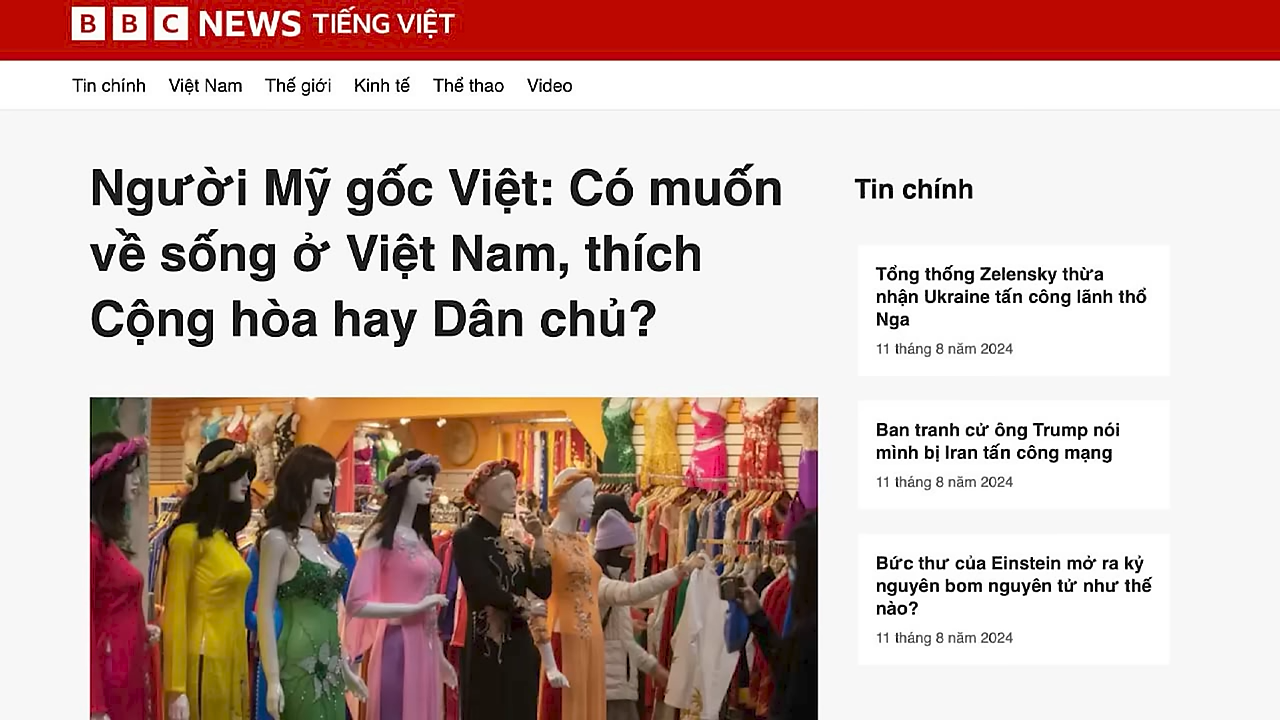 BBC NEWS TIẾNG VIỆT
Tin chính Việt Nam Thế giới Kinh tế Thể thao Video
Người Mỹ gốc Việt: Có muốn
về sống ở Việt Nam, thích
Cộng hòa hay Dân chủ?
Tin chính
Tổng thống Zelensky thừa
nhận Ukraine tấn công lãnh thổ
Nga
11 tháng 8 năm 2024
Ban tranh cử ông Trump nói
mình bị Iran tấn công mạng
11 tháng 8 năm 2024
Bức thư của Einstein mở ra kỷ
nguyên bom nguyên tử như thế
nào?
11 tháng 8 năm 2024